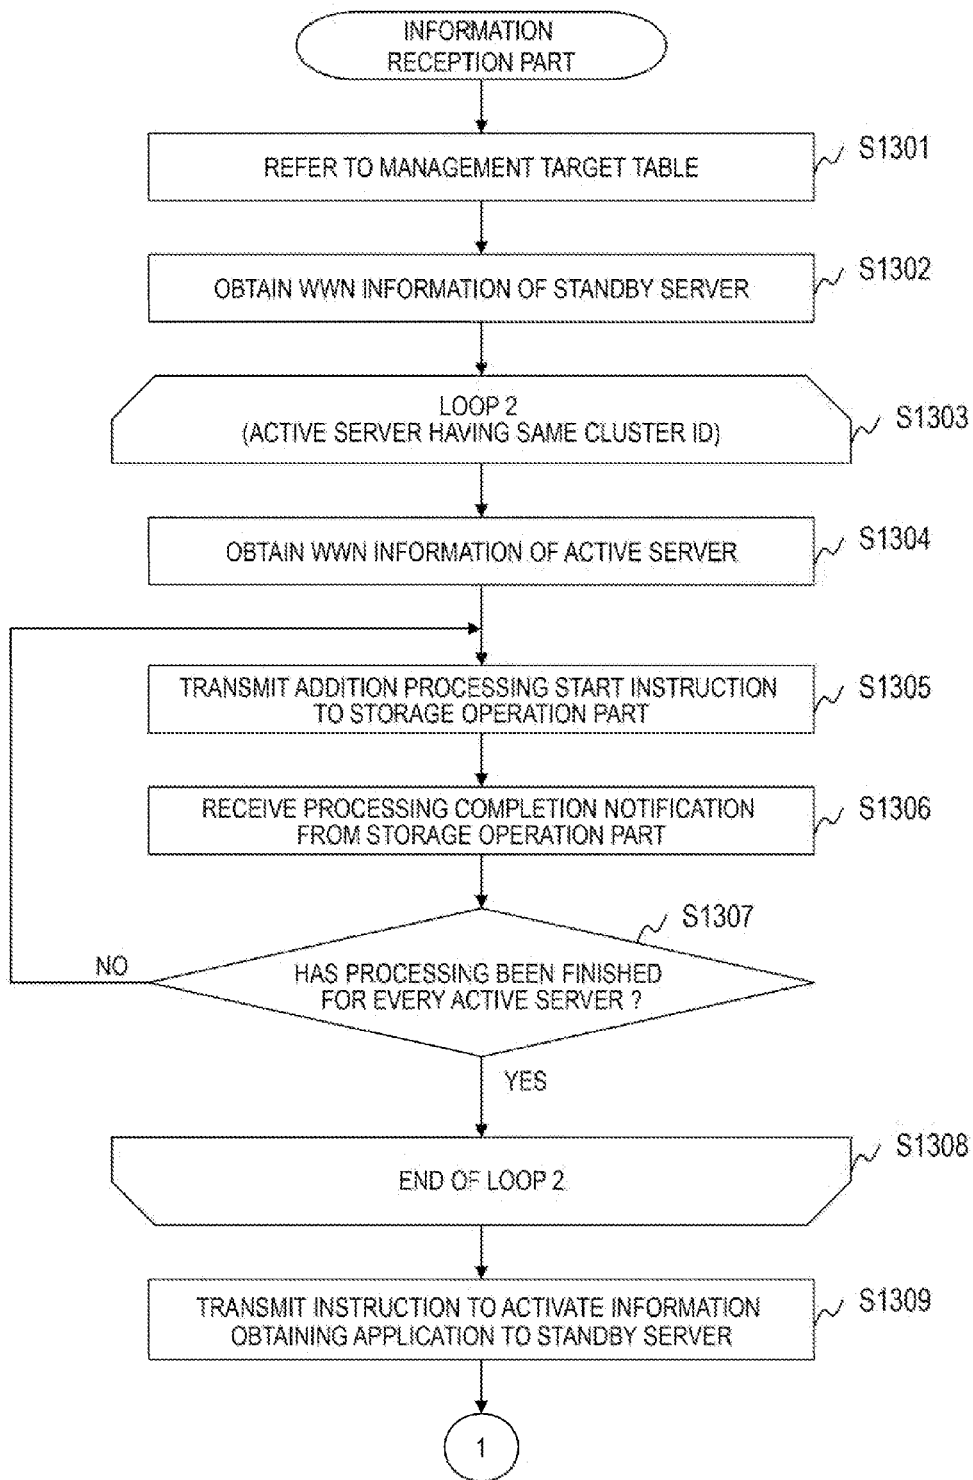 INFORMATION
RECEPTION PART
REFER TO MANAGEMENT TARGET TABLE
S1301
OBTAIN WWN INFORMATION OF STANDBY SERVER
S1302
LOOP 2
(ACTIVE SERVER HAVING SAME CLUSTER ID)
S1303
OBTAIN WWN INFORMATION OF ACTIVE SERVER
S1304
TRANSMIT ADDITION PROCESSING START INSTRUCTION
TO STORAGE OPERATION PART
S1305
RECEIVE PROCESSING COMPLETION NOTIFICATION
FROM STORAGE OPERATION PART
S1306
S1307
NO
HAS PROCESSING BEEN FINISHED
FOR EVERY ACTIVE SERVER ?
YES
END OF LOOP 2
S1308
TRANSMIT INSTRUCTION TO ACTIVATE INFORMATION
OBTAINING APPLICATION TO STANDBY SERVER
S1309
1